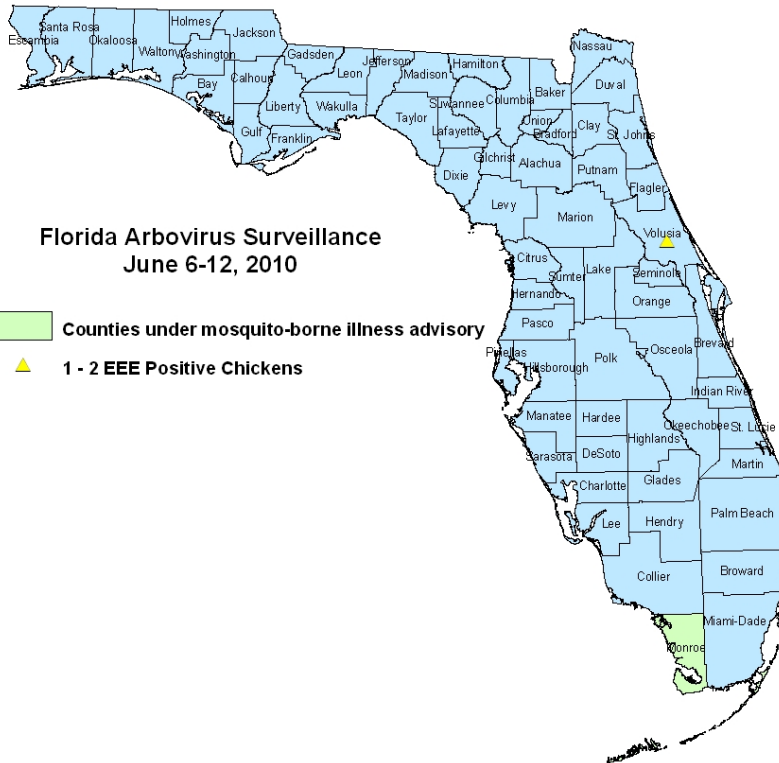 Holmes
Santa Rosa
Jackson
Escambia
Okaloosa
Walton
Washington
Gadsden
Jefferson
Hamilton
Nassau
Bay
Calhoun
Leon
Madison
Baker
Duval
Liberty
Wakulla
Suwannee
Columbia
Taylor
Union
Clay
Gulf
Franklin
Lafayette
Bradford
St. Johns
Gilchrist
Alachua
Putnam
Dixie
Flagler
Levy
Marion
Volusia
Florida Arbovirus Surveillance
June 6-12, 2010
Citrus
Sumter
Lake
Seminole
Hernando
Orange
Counties under mosquito-borne illness advisory
Pasco
Brevard
1 - 2 EEE Positive Chickens
Pinellas
Hillsborough
Polk
Osceola
Indian River
Manatee
Hardee
Okeechobee
St. Lucie
Highlands
Sarasota
DeSoto
Martin
Charlotte
Glades
Lee
Hendry
Palm Beach
Collier
Broward
Miami-Dade
Monroe